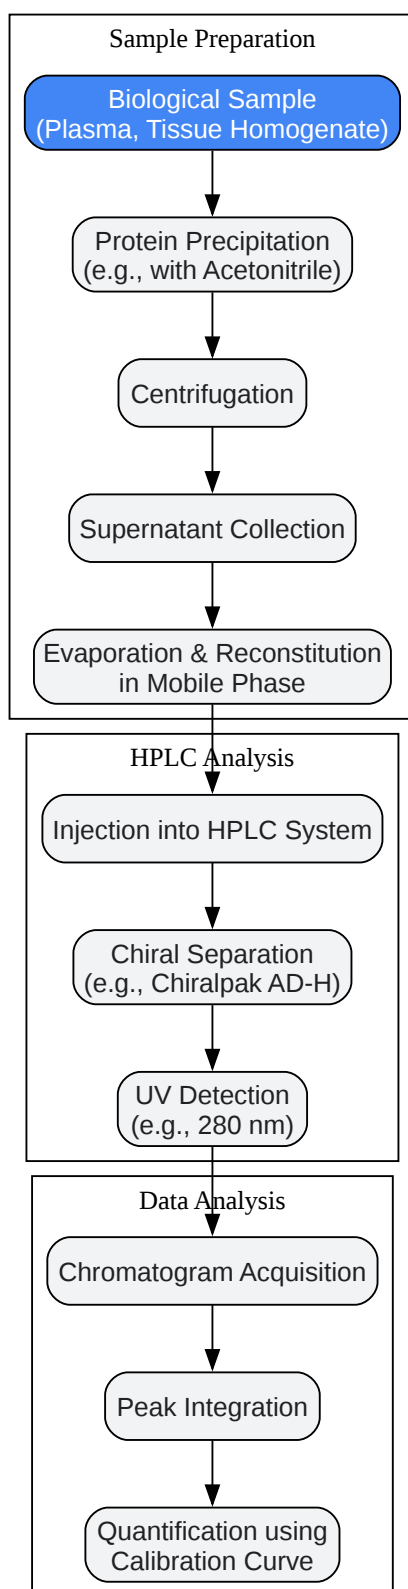 Sample Preparation
Biological Sample
(Plasma, Tissue Homogenate)
Protein Precipitation
(e.g., with Acetonitrile)
Centrifugation
Supernatant Collection
Evaporation & Reconstitution
in Mobile Phase
HPLC Analysis
Injection into HPLC System
Chiral Separation
(e.g., Chiralpak AD-H)
UV Detection
(e.g., 280 nm)
Data Analysis
Chromatogram Acquisition
Peak Integration
Quantification using
Calibration Curve